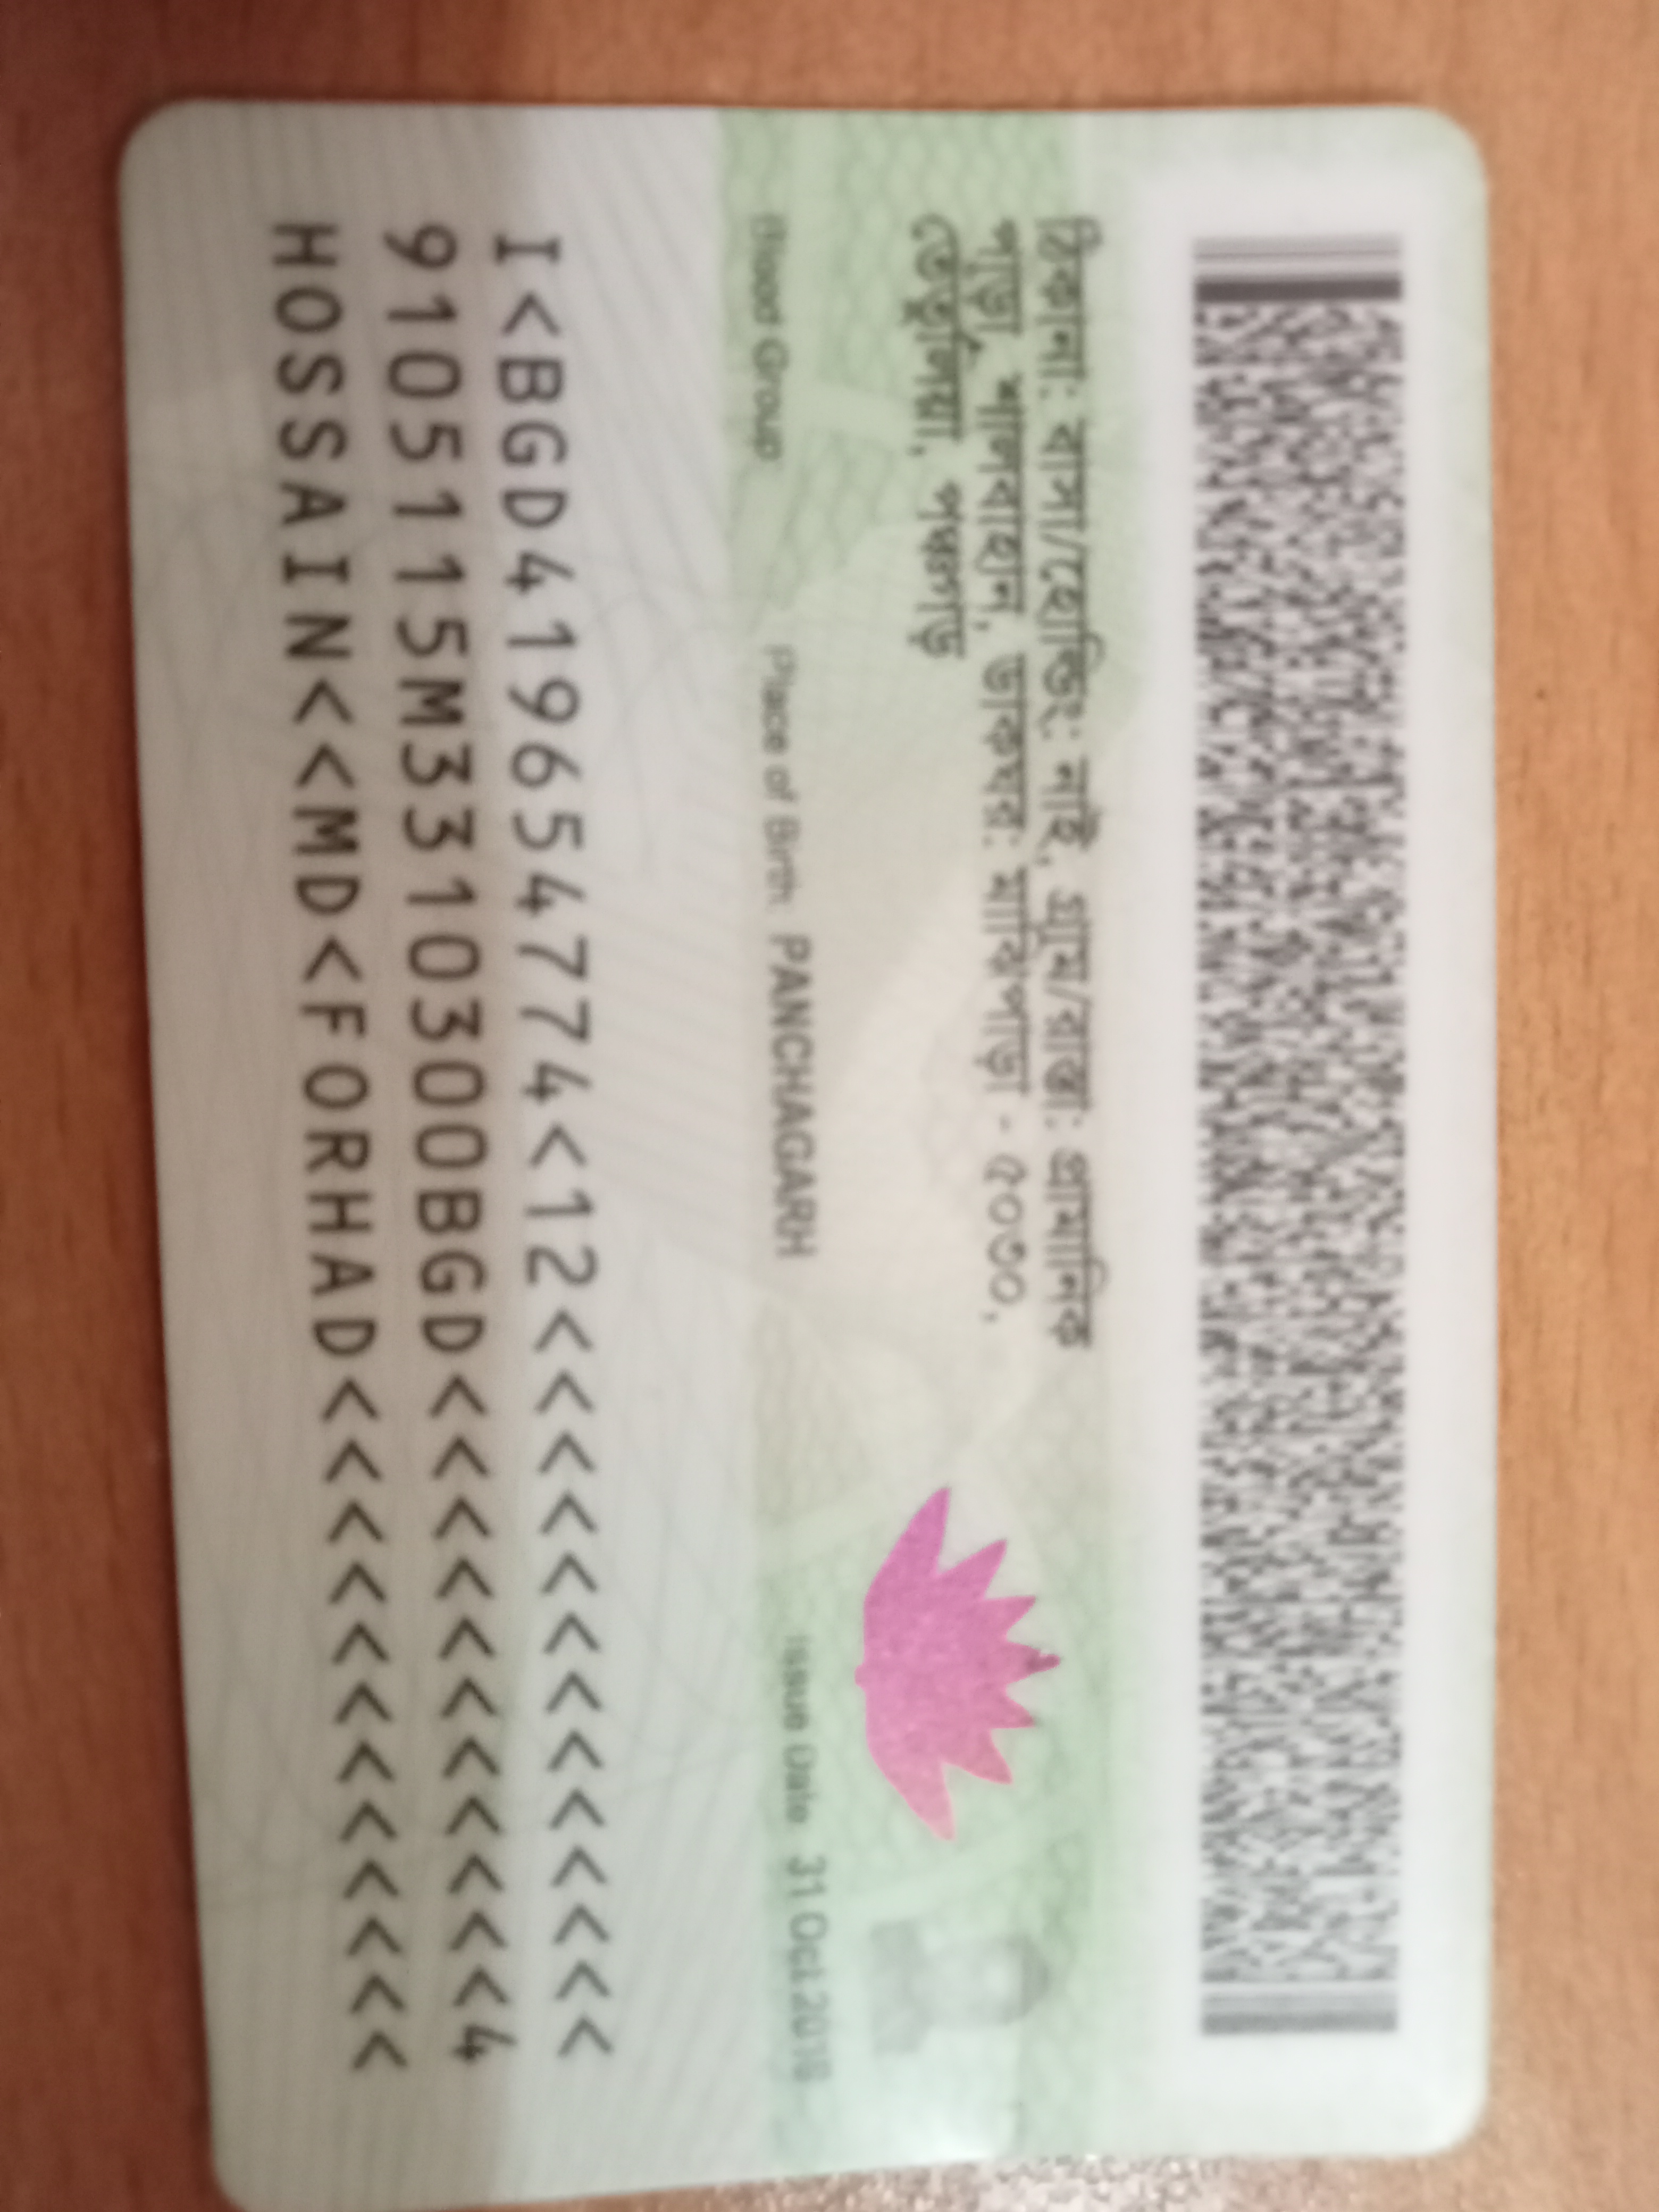 ঠিকানা: বাসা/হোল্ডিং: নাই, গ্রাম/রাস্তা: প্রামানিক
পাড়া, শালবাহান, ডাকঘর: মাঝিপাড়া - ৫০৩০,
তেঁতুলিয়া, পঞ্চগড়
Blood Group Place of Birth: PANCHAGARH Issue Date: 31 Oct 2018
I<BGD4196547774<12<<<<<<<<<<<<
9105115M3310300BGD<<<<<<<<<<<4
HOSSAIN<<MD<FORHAD<<<<<<<<<<<<